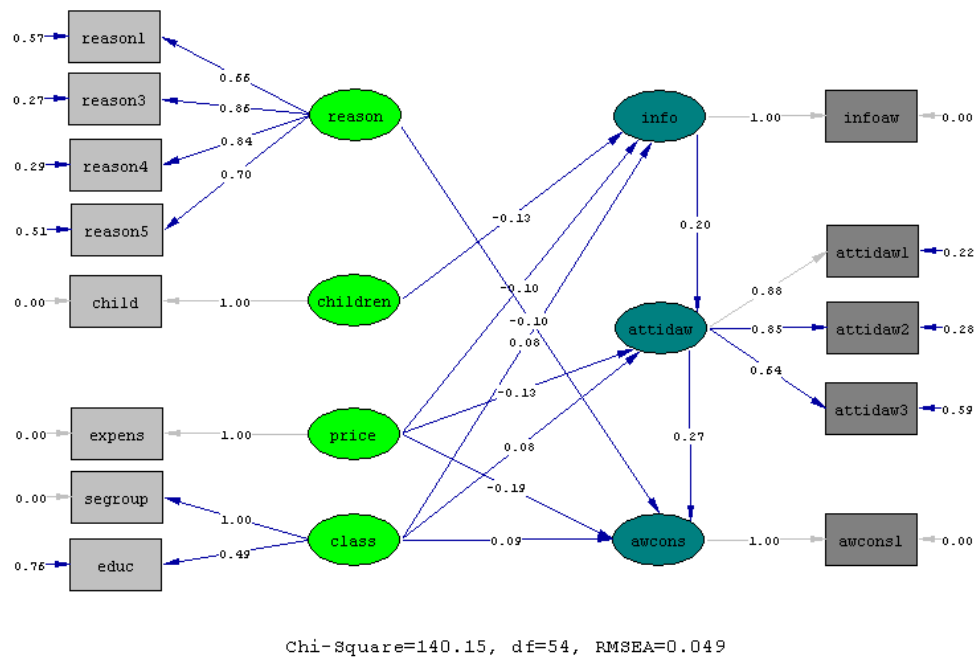 0.57 reason1
0.66
0.27 reason3
0.86
reason
info
1.00
infoaw
0.00
0.84
0.29 reason4
0.70
0.51 reason5
-0.13
0.20
attidaw1
0.22
0.00 child
1.00
children
-0.10
0.88
-0.10
attidaw
0.85
attidaw2
0.28
0.08
0.64
-0.13
attidaw3
0.59
0.00 expens
1.00
price
0.08
0.27
0.00 segroup
-0.19
1.00
class
0.09
awcons
1.00
awcons1
0.00
0.49
0.76 educ
Chi-Square=140.15, df=54, RMSEA=0.049